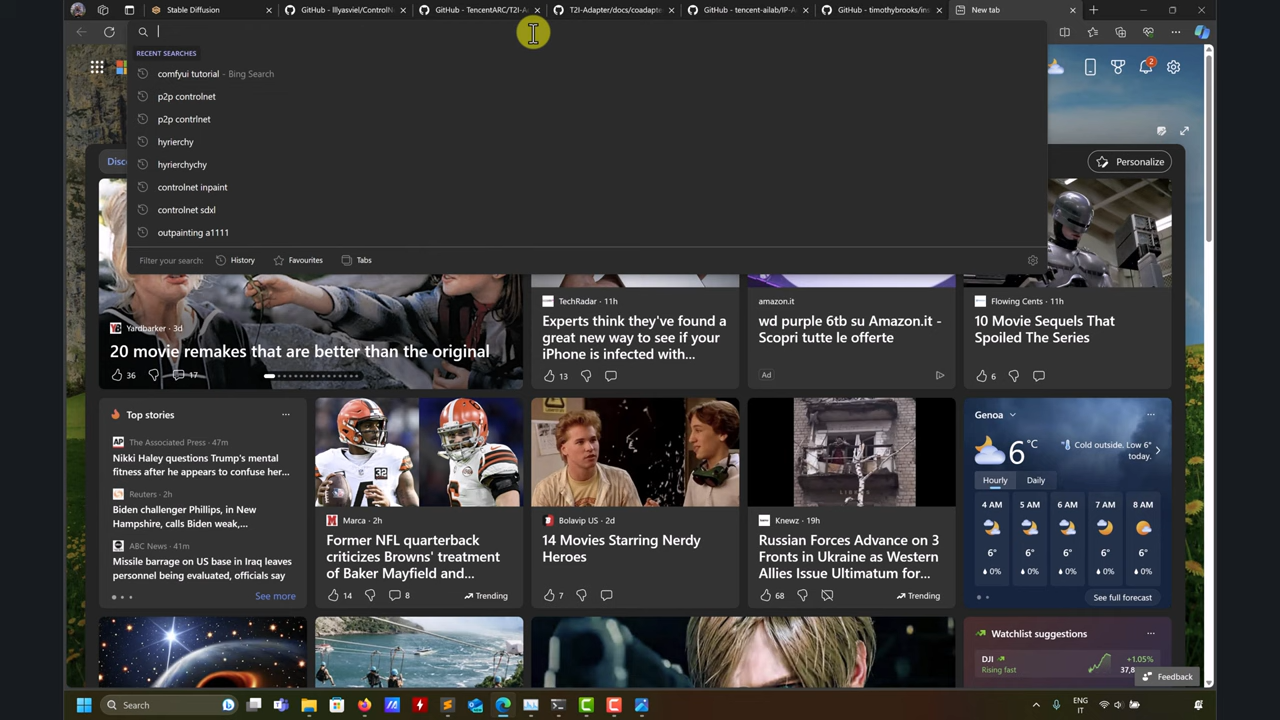 Stable Diffusion
GitHub - lllyasviel/ControlN
GitHub - TencentARC/T2I-A
T2I-Adapter/docs/coadapte
GitHub - tencent-ailab/IP-A
GitHub - timothybrooks/ins
New tab
RECENT SEARCHES
comfyui tutorial - Bing Search
p2p controlnet
p2p contrlnet
hyrierchy
hyrierchychy
controlnet inpaint
controlnet sdxl
outpainting a1111
Filter your search:
History
Favourites
Tabs
2
Disc
Personalize
Yardbarker · 3d
20 movie remakes that are better than the original
36
17
TechRadar · 11h
Experts think they've found a
great new way to see if your
iPhone is infected with...
13
amazon.it
wd purple 6tb su Amazon.it -
Scopri tutte le offerte
Ad
Flowing Cents · 11h
10 Movie Sequels That
Spoiled The Series
6
Top stories
The Associated Press · 47m
Nikki Haley questions Trump's mental
fitness after he appears to confuse her...
Reuters · 2h
Biden challenger Phillips, in New
Hampshire, calls Biden weak,...
ABC News · 41m
Missile barrage on US base in Iraq leaves
personnel being evaluated, officials say
See more
32
Marca · 2h
Former NFL quarterback
criticizes Browns' treatment
of Baker Mayfield and...
14
8
Trending
Bolavip US · 2d
14 Movies Starring Nerdy
Heroes
7
Knewz · 19h
Russian Forces Advance on 3
Fronts in Ukraine as Western
Allies Issue Ultimatum for...
68
Trending
Genoa
6 °C
Cold outside. Low 6°
today.
Hourly
Daily
4 AM 5 AM 6 AM 7 AM 8 AM
6° 6° 6° 6° 6°
0% 0% 0% 0% 0%
See full forecast
Watchlist suggestions
DJI
Rising fast
+1.05%
37,8
Feedback
Search
ENG
IT